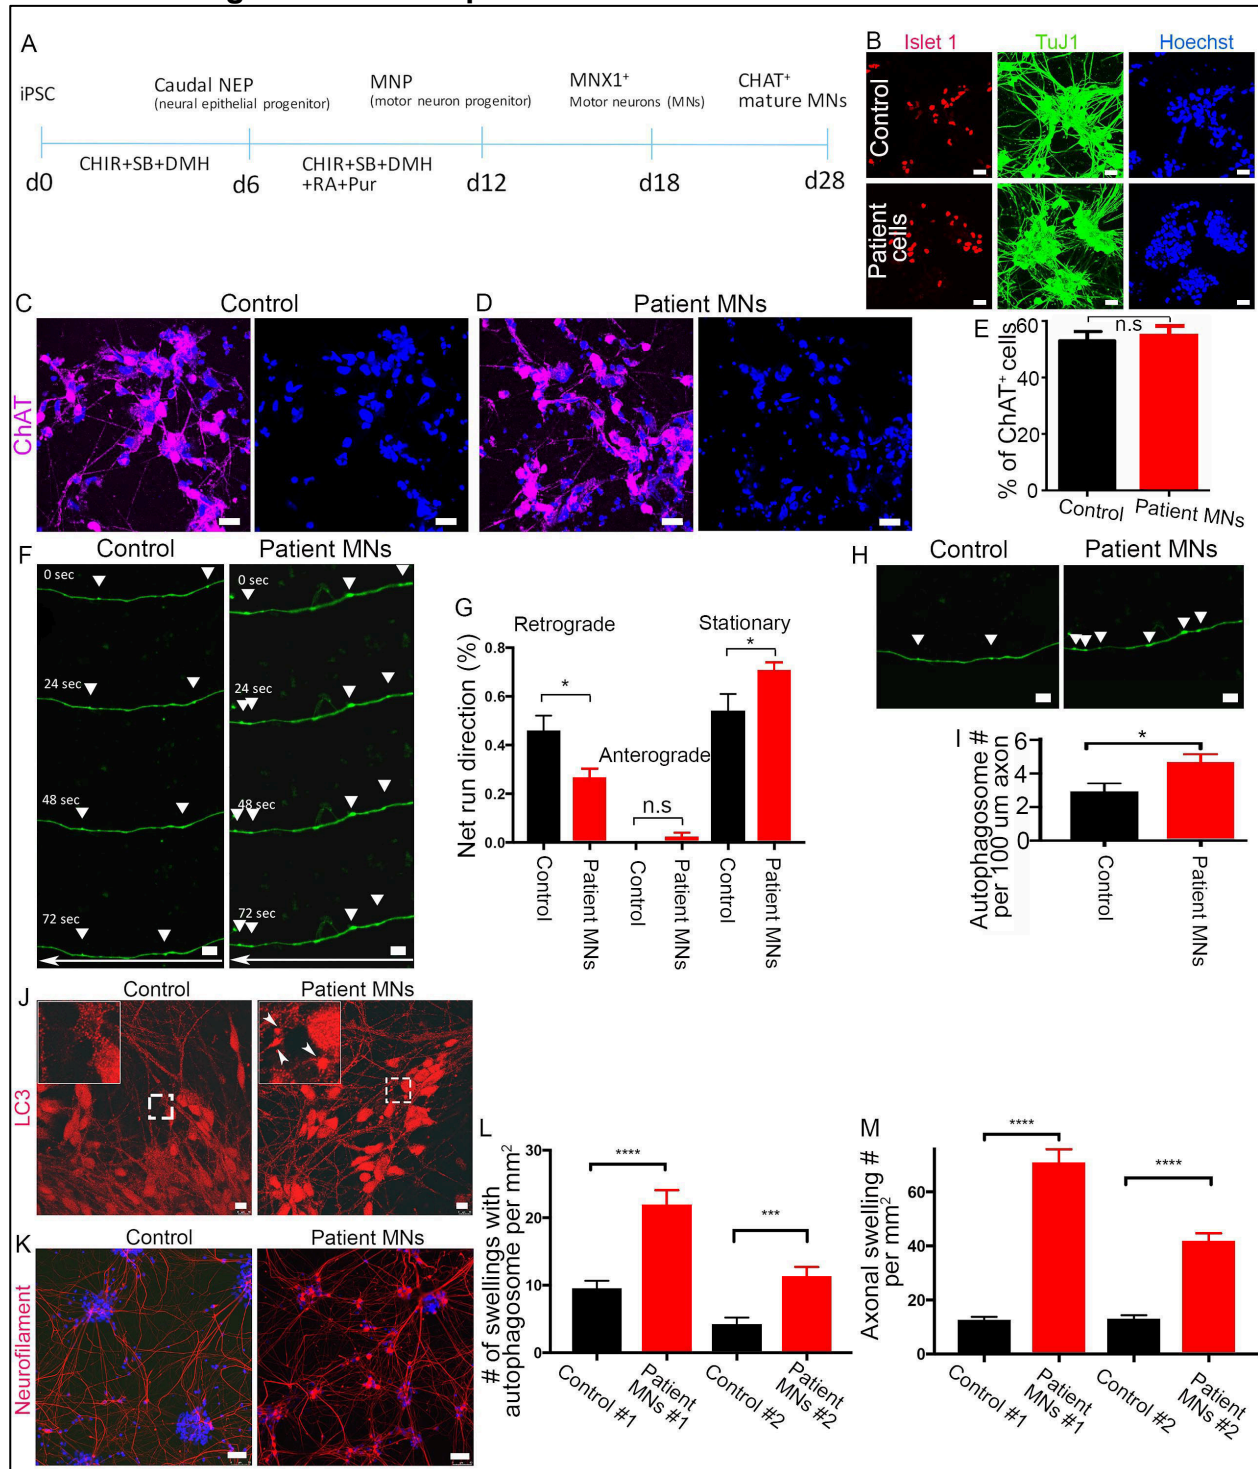 A
iPSC
Caudal NEP
(neural epithelial progenitor)
MNP
(motor neuron progenitor)
MNX1⁺
Motor neurons (MNs)
CHAT⁺
mature MNs
CHIR+SB+DMH
CHIR+SB+DMH
+RA+Pur
d0
d6
d12
d18
d28
B
Islet 1
TuJ1
Hoechst
Control
Patient
cells
C
Control
D
Patient MNs
ChAT
E
% of ChAT⁺ cells
60
40
20
0
n.s
Control
Patient MNs
F
Control
Patient MNs
0 sec
24 sec
48 sec
72 sec
0 sec
24 sec
48 sec
72 sec
G
Net run direction (%)
0.8
0.6
0.4
0.2
0.0
Retrograde
*
Anterograde
n.s
Stationary
*
Control
Patient MNs
Control
Patient MNs
Control
Patient MNs
H
Control
Patient MNs
I
Autophagosome #
per 100 um axon
6
4
2
0
*
Control
Patient MNs
J
Control
Patient MNs
LC3
K
Control
Patient MNs
Neurofilament
L
# of swellings with
autophagosome per mm²
30
20
10
0
****
***
Control #1
Patient
MNs #1
Control #2
Patient
MNs #2
M
Axonal swelling #
per mm²
60
40
20
0
****
****
Control #1
Patient
MNs #1
Control #2
Patient
MNs #2